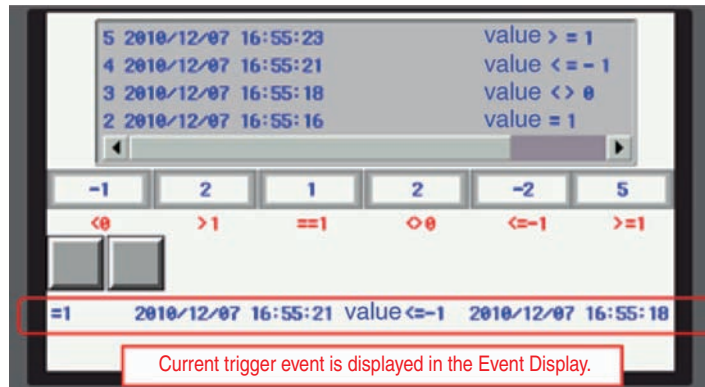 5 2010/12/07 16:55:23 value > = 1
4 2010/12/07 16:55:21 value < = - 1
3 2010/12/07 16:55:18 value <> 0
2 2010/12/07 16:55:16 value = 1
-1 2 1 2 -2 5
<0 >1 ==1 <>0 <=-1 >=1
=1 2010/12/07 16:55:21 value<=-1 2010/12/07 16:55:18
Current trigger event is displayed in the Event Display.